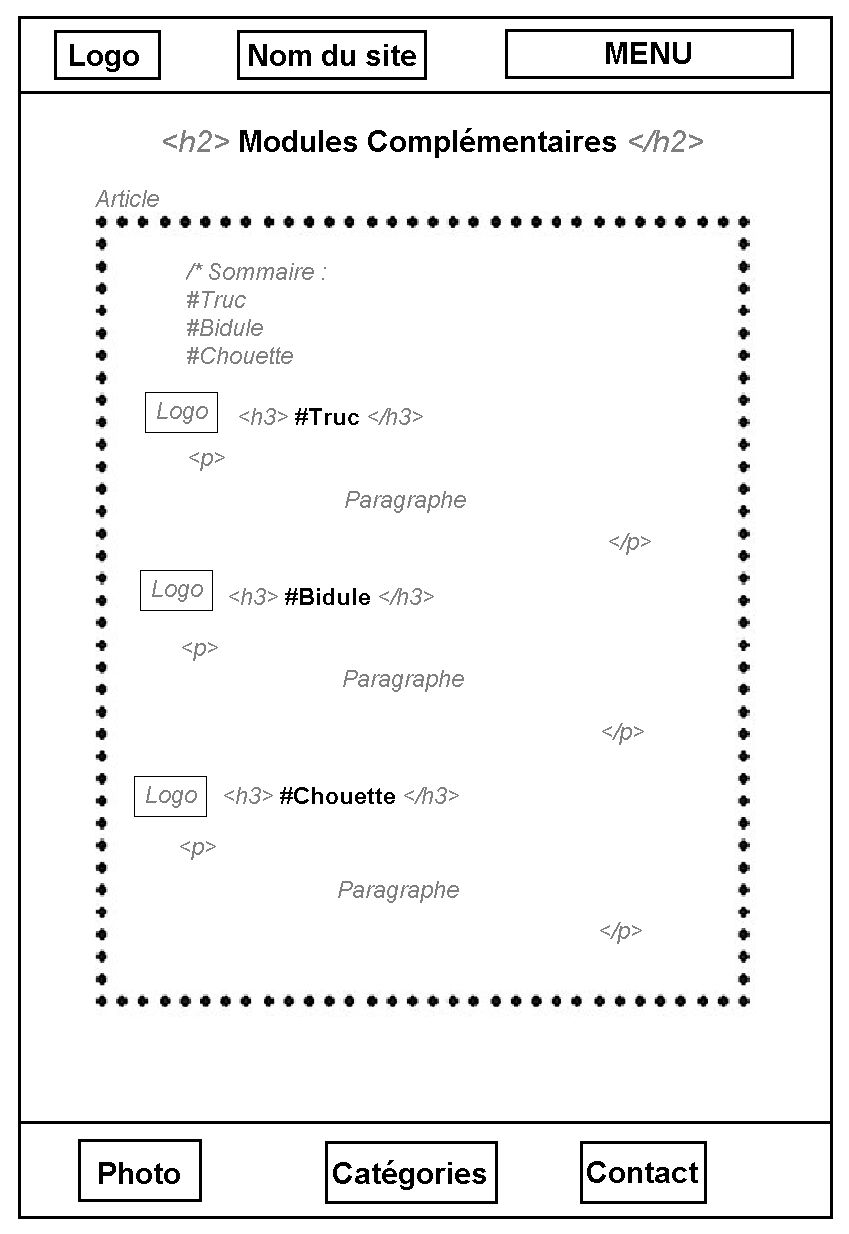 Logo Nom du site MENU
<h2> Modules Complémentaires </h2>
Article
/* Sommaire :
#Truc
#Bidule
#Chouette
Logo <h3> #Truc </h3>
<p>
Paragraphe
</p>
Logo <h3> #Bidule </h3>
<p>
Paragraphe
</p>
Logo <h3> #Chouette </h3>
<p>
Paragraphe
</p>
Photo Catégories Contact